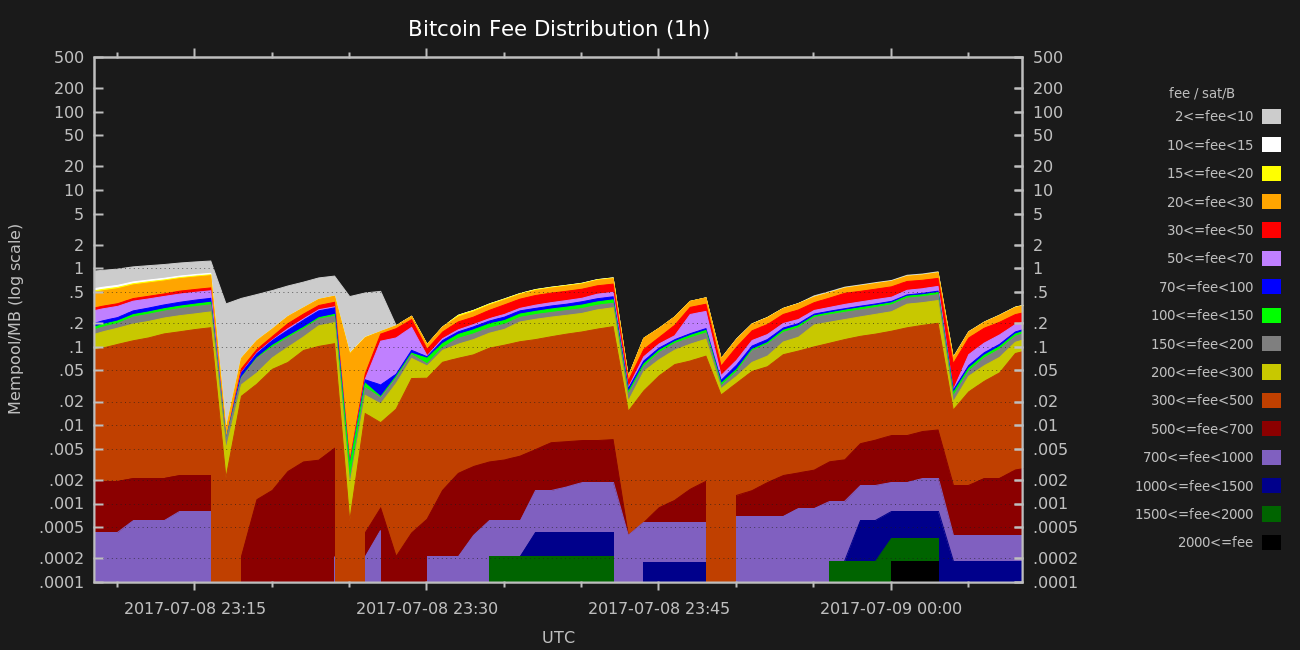 Bitcoin Fee Distribution (1h)
500 500
200 200
100 100
50 50
20 20
10 10
5 5
2 2
1 1
.5 .5
.2 .2
.1 .1
.05 .05
.02 .02
.01 .01
.005 .005
.002 .002
.001 .001
.0005 .0005
.0002 .0002
.0001 .0001
Mempool/MB (log scale)
2017-07-08 23:15 2017-07-08 23:30 2017-07-08 23:45 2017-07-09 00:00
UTC
fee / sat/B
2<=fee<10
10<=fee<15
15<=fee<20
20<=fee<30
30<=fee<50
50<=fee<70
70<=fee<100
100<=fee<150
150<=fee<200
200<=fee<300
300<=fee<500
500<=fee<700
700<=fee<1000
1000<=fee<1500
1500<=fee<2000
2000<=fee